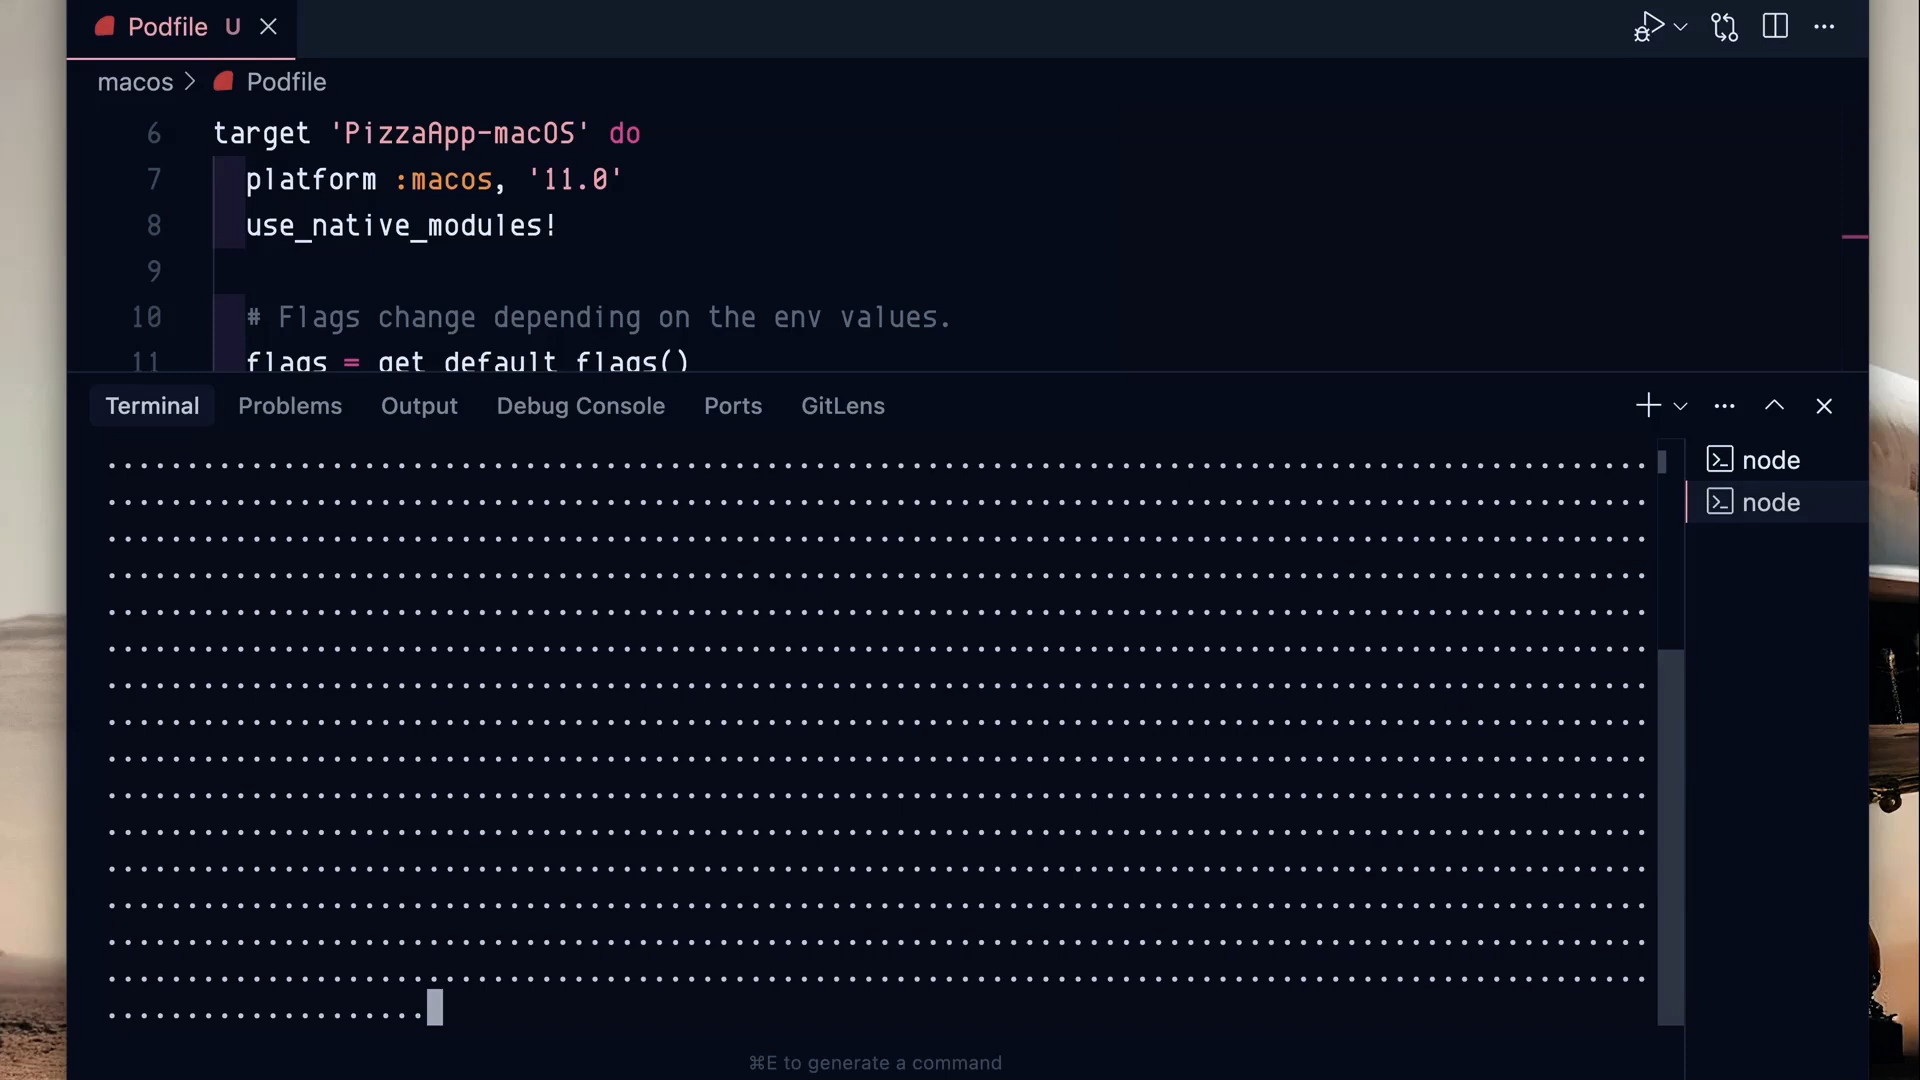 Podfile U
macos > Podfile
6 target 'PizzaApp-macOS' do
7 platform :macos, '11.0'
8 use_native_modules!
9
10 # Flags change depending on the env values.
11 flags = get_default_flags()
Terminal Problems Output Debug Console Ports GitLens
node
node
⌘E to generate a command